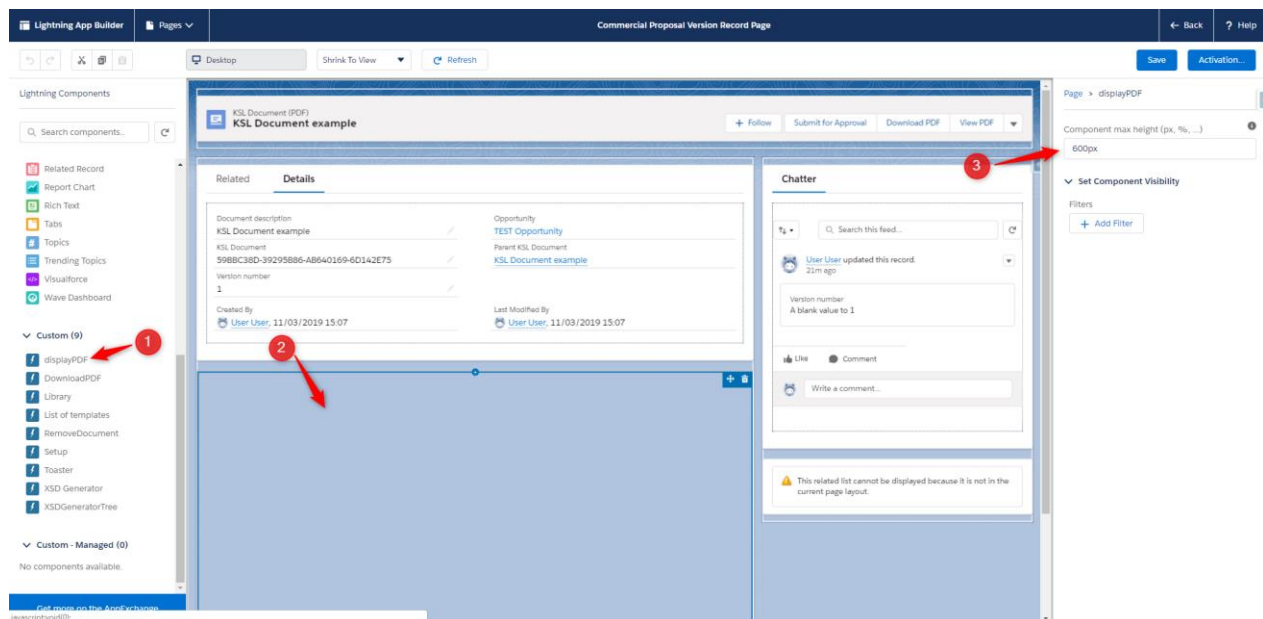 Lightning App Builder
Pages
Commercial Proposal Version Record Page
Back
? Help
Desktop
Shrink To View
Refresh
Save
Activation...
Lightning Components
Search components..
Related Record
Report Chart
Rich Text
Tabs
Topics
Trending Topics
Visualforce
Wave Dashboard
Custom (9)
displayPDF
DownloadPDF
Library
List of templates
RemoveDocument
Setup
Toaster
XSD Generator
XSDGeneratorTree
Custom - Managed (0)
No components available.
Get more on the AppExchange
javascript:void(0);
1
KSL Document (PDF)
KSL Document example
+ Follow
Submit for Approval
Download PDF
View PDF
Related
Details
Document description
KSL Document example
Opportunity
TEST Opportunity
KSL Document
Parent KSL Document
KSL Document example
Version number
1
Created By
User User, 11/03/2019 15:07
Last Modified By
User User, 11/03/2019 15:07
2
Chatter
Search this feed...
User User updated this record.
21m ago
Version number
A blank value to 1
Like
Comment
Write a comment...
This related list cannot be displayed because it is not in the
current page layout.
3
Page > displayPDF
Component max height (px, %, ...)
600px
Set Component Visibility
Filters
+ Add Filter